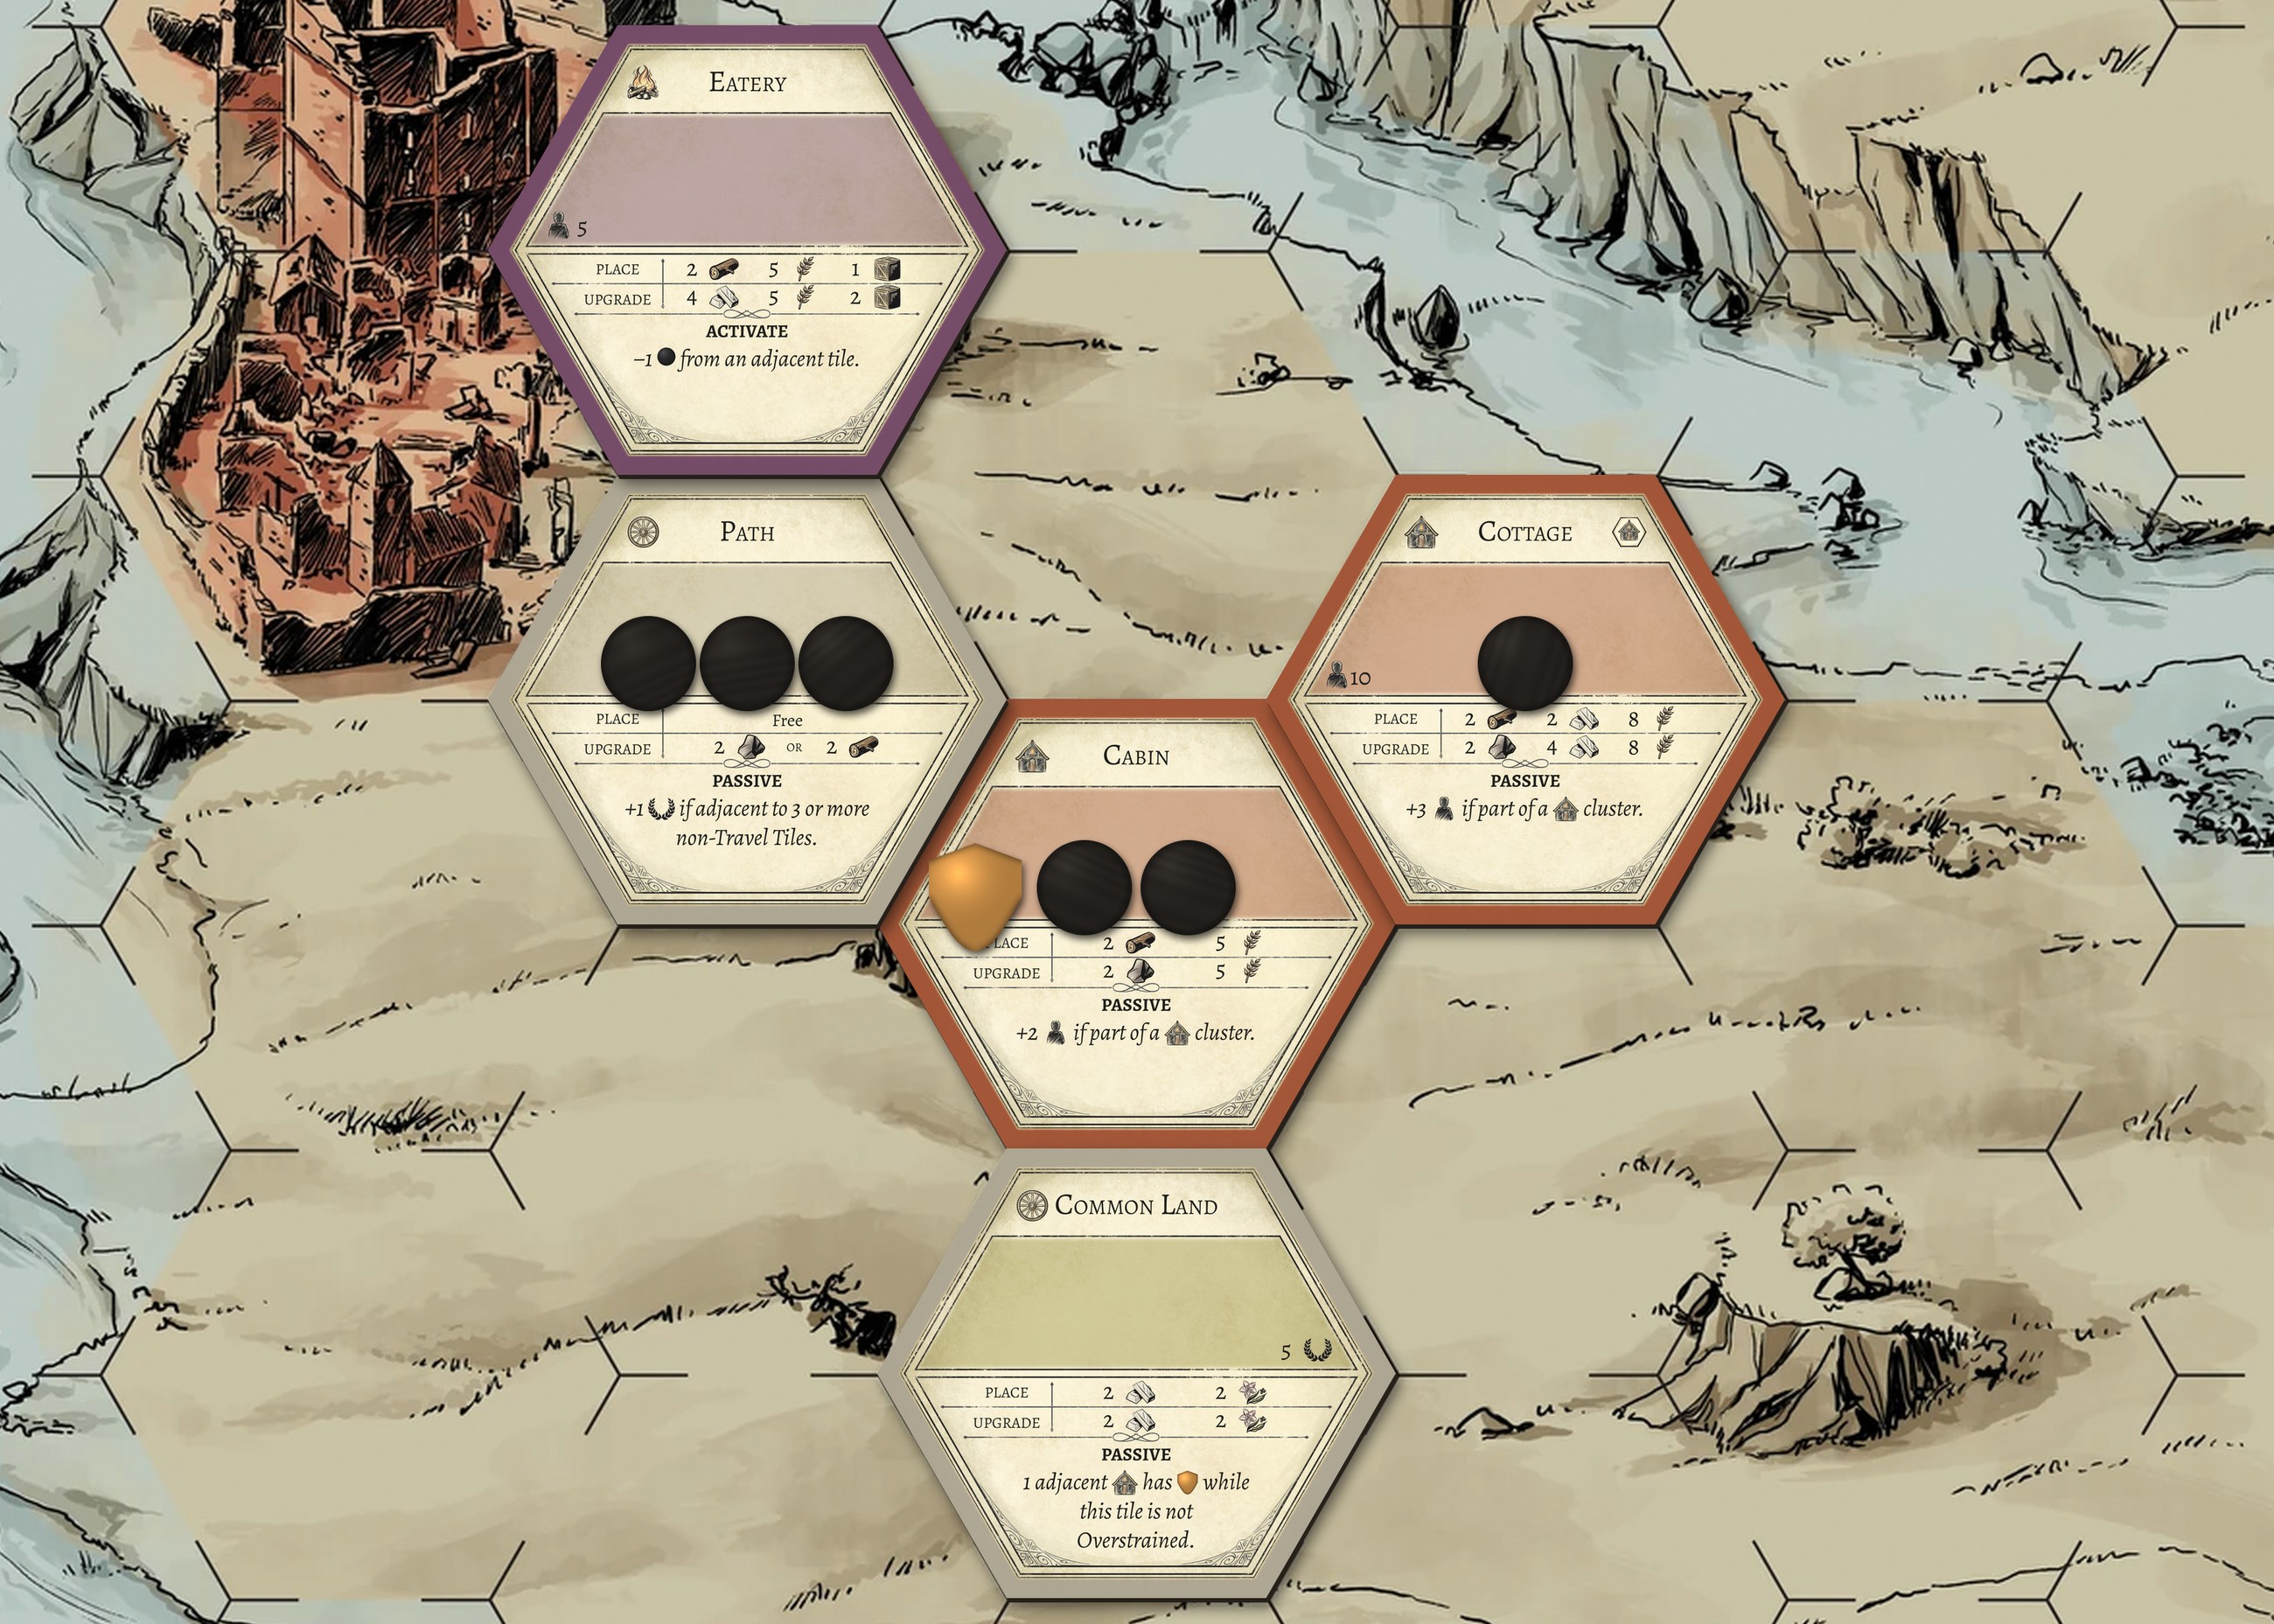 EATERY
5
PLACE 2 5 1
UPGRADE 4 5 2
ACTIVATE
−1 from an adjacent tile.
PATH
PLACE Free
UPGRADE 2 OR 2
PASSIVE
+1 if adjacent to 3 or more
non-Travel Tiles.
COTTAGE
10
PLACE 2 2 8
UPGRADE 2 4 8
PASSIVE
+3 if part of a cluster.
CABIN
2 5
UPGRADE 2 5
PASSIVE
+2 if part of a cluster.
COMMON LAND
5
PLACE 2 2
UPGRADE 2 2
PASSIVE
1 adjacent has while
this tile is not
Overstrained.